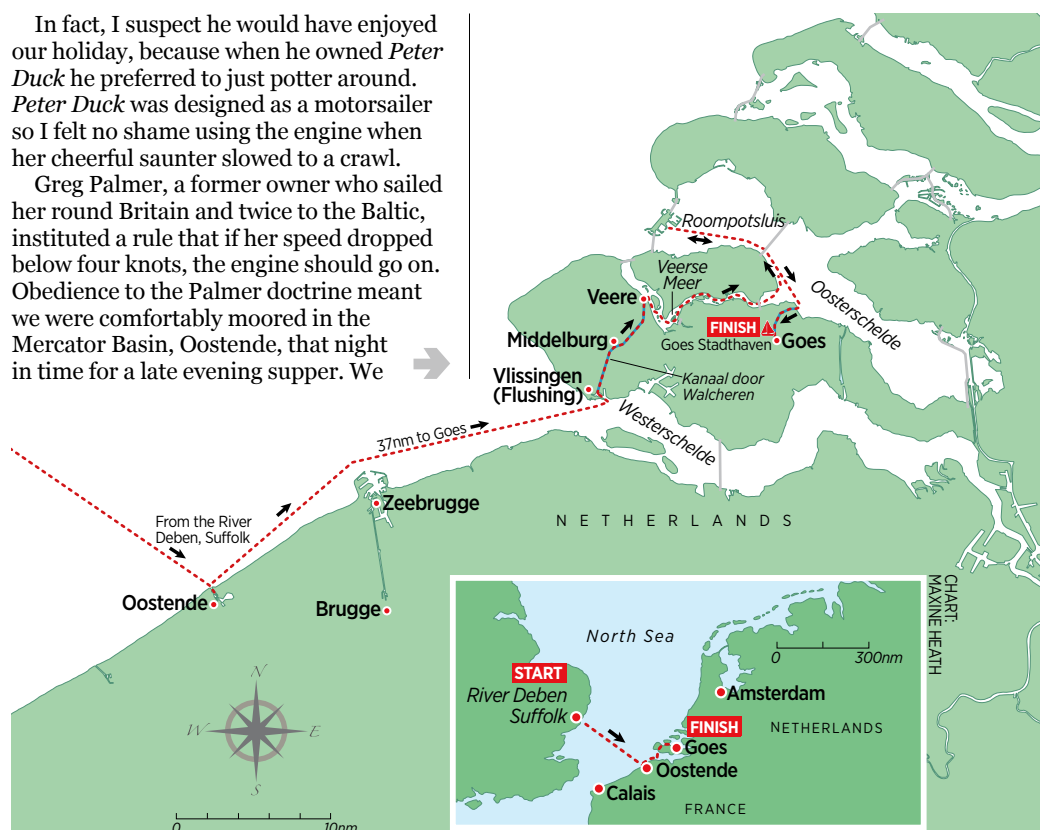 In fact, I suspect he would have enjoyed
our holiday, because when he owned Peter
Duck he preferred to just potter around.
Peter Duck was designed as a motorsailer
so I felt no shame using the engine when
her cheerful saunter slowed to a crawl.
Greg Palmer, a former owner who sailed
her round Britain and twice to the Baltic,
instituted a rule that if her speed dropped
below four knots, the engine should go on.
Obedience to the Palmer doctrine meant
we were comfortably moored in the
Mercator Basin, Oostende, that night
in time for a late evening supper. We
Roompotsluis
Veerse
Meer
Veere
Oosterschelde
FINISH
Goes Stadthaven
Goes
Middelburg
Kanaal door
Walcheren
Vlissingen
(Flushing)
Westerschelde
37nm to Goes
Zeebrugge
From the River
Deben, Suffolk
NETHERLANDS
Oostende
Brugge
N
W
E
S
0
10nm
North Sea
0
300nm
START
River Deben
Suffolk
Amsterdam
NETHERLANDS
FINISH
Goes
Oostende
Calais
FRANCE
CHART:
MAXINE HEATH